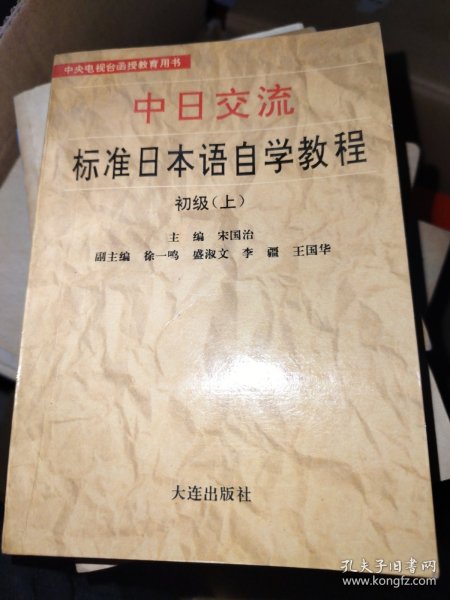 中央电视台函授教育用书
中日交流
标准日本语自学教程
初级(上)
主 编 宋国治
副主编 徐一鸣 盛淑文 李 疆 王国华
大连出版社
孔夫子旧书网
www.kongfz.com